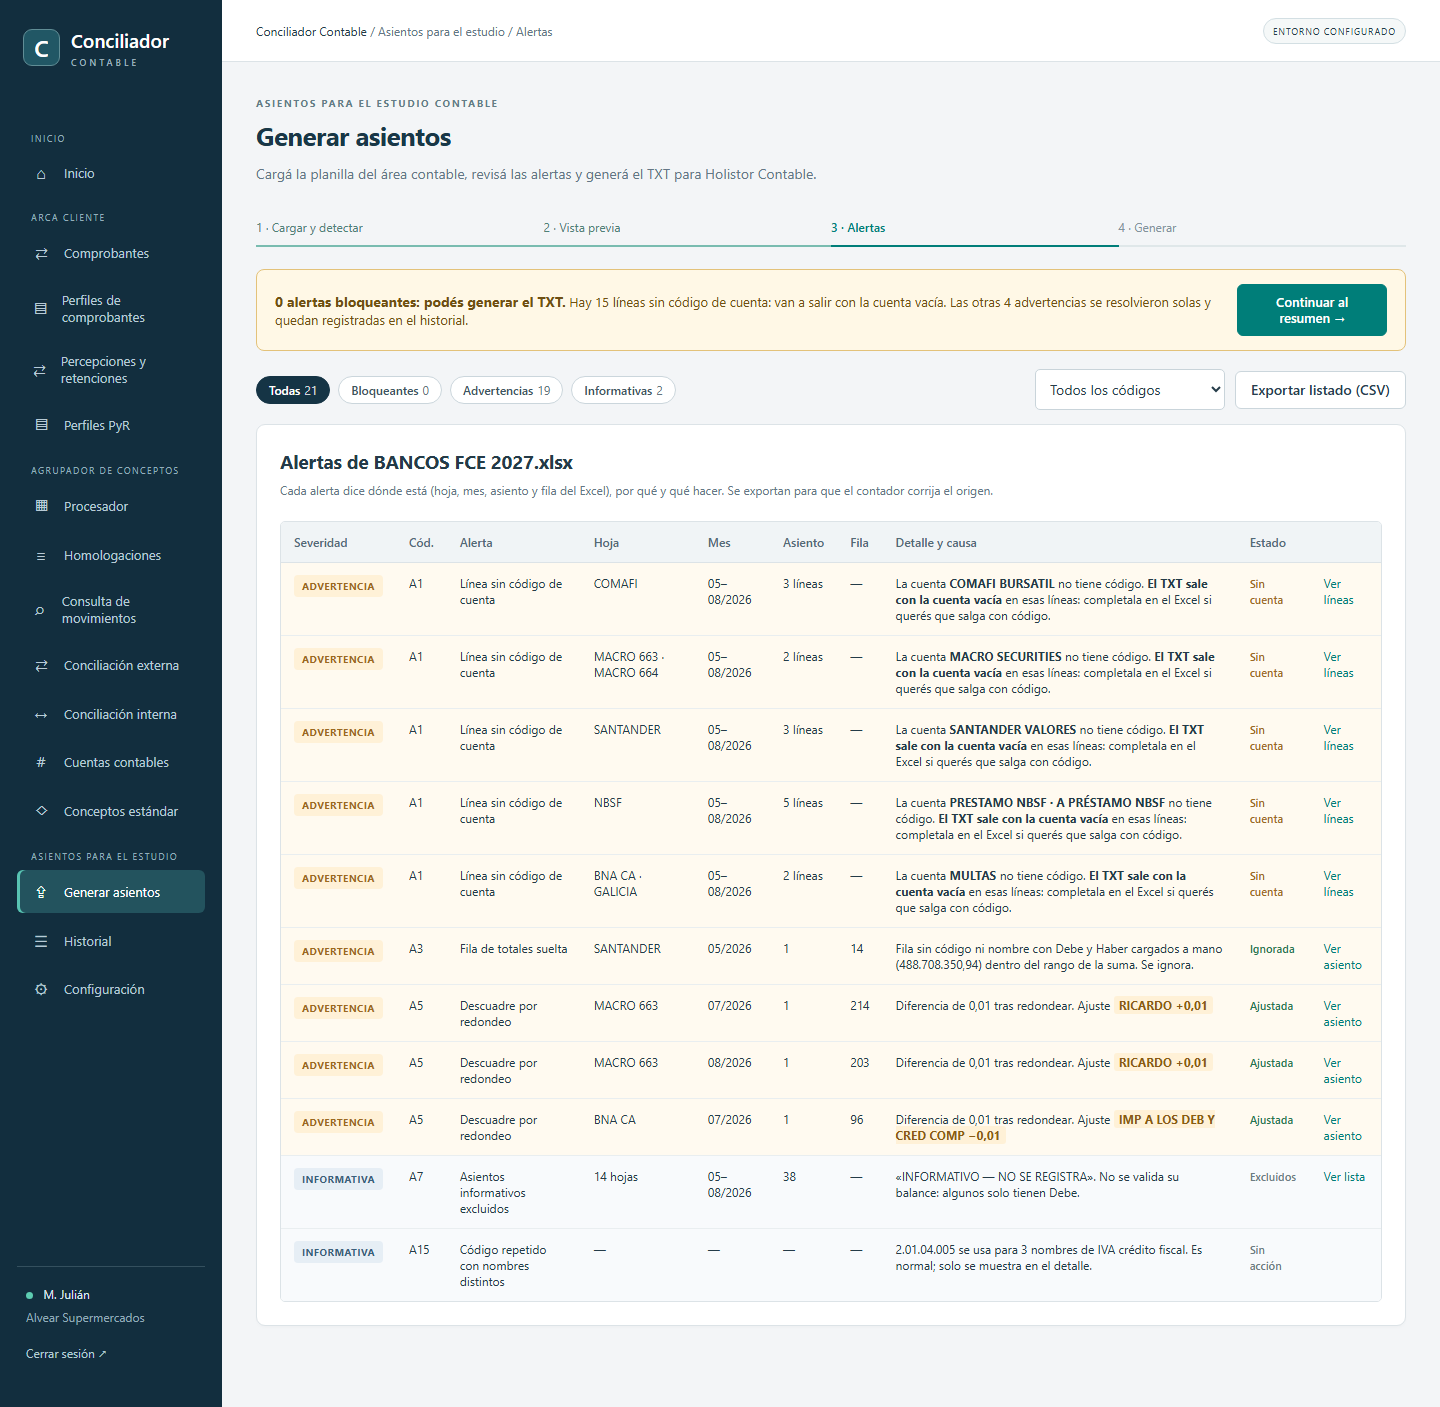 C
Conciliador
CONTABLE
INICIO
Inicio
ARCA CLIENTE
Comprobantes
Perfiles de
comprobantes
Percepciones y
retenciones
Perfiles PyR
AGRUPADOR DE CONCEPTOS
Procesador
Homologaciones
Consulta de
movimientos
Conciliación externa
Conciliación interna
# Cuentas contables
Conceptos estándar
ASIENTOS PARA EL ESTUDIO
Generar asientos
Historial
Configuración
M. Julián
Alvear Supermercados
Cerrar sesión ↗
Conciliador Contable / Asientos para el estudio / Alertas
ENTORNO CONFIGURADO
ASIENTOS PARA EL ESTUDIO CONTABLE
Generar asientos
Cargá la planilla del área contable, revisá las alertas y generá el TXT para Holistor Contable.
1 · Cargar y detectar
2 · Vista previa
3 · Alertas
4 · Generar
0 alertas bloqueantes: podés generar el TXT. Hay 15 líneas sin código de cuenta: van a salir con la cuenta vacía. Las otras 4 advertencias se resolvieron solas y
quedan registradas en el historial.
Continuar al
resumen →
Todas 21
Bloqueantes 0
Advertencias 19
Informativas 2
Todos los códigos
Exportar listado (CSV)
Alertas de BANCOS FCE 2027.xlsx
Cada alerta dice dónde está (hoja, mes, asiento y fila del Excel), por qué y qué hacer. Se exportan para que el contador corrija el origen.
Severidad Cód. Alerta Hoja Mes Asiento Fila Detalle y causa Estado
ADVERTENCIA A1 Línea sin código de COMAFI 05– 3 líneas — La cuenta COMAFI BURSATIL no tiene código. El TXT sale Sin Ver
cuenta 08/2026 con la cuenta vacía en esas líneas: completala en el Excel si cuenta líneas
querés que salga con código.
ADVERTENCIA A1 Línea sin código de MACRO 663 · 05– 2 líneas — La cuenta MACRO SECURITIES no tiene código. El TXT sale Sin Ver
cuenta MACRO 664 08/2026 con la cuenta vacía en esas líneas: completala en el Excel si cuenta líneas
querés que salga con código.
ADVERTENCIA A1 Línea sin código de SANTANDER 05– 3 líneas — La cuenta SANTANDER VALORES no tiene código. El TXT Sin Ver
cuenta 08/2026 sale con la cuenta vacía en esas líneas: completala en el cuenta líneas
Excel si querés que salga con código.
ADVERTENCIA A1 Línea sin código de NBSF 05– 5 líneas — La cuenta PRESTAMO NBSF · A PRÉSTAMO NBSF no tiene Sin Ver
cuenta 08/2026 código. El TXT sale con la cuenta vacía en esas líneas: cuenta líneas
completala en el Excel si querés que salga con código.
ADVERTENCIA A1 Línea sin código de BNA CA · 05– 2 líneas — La cuenta MULTAS no tiene código. El TXT sale con la Sin Ver
cuenta GALICIA 08/2026 cuenta vacía en esas líneas: completala en el Excel si querés cuenta líneas
que salga con código.
ADVERTENCIA A3 Fila de totales suelta SANTANDER 05/2026 1 14 Fila sin código ni nombre con Debe y Haber cargados a mano Ignorada Ver
(488.708.350,94) dentro del rango de la suma. Se ignora. asiento
ADVERTENCIA A5 Descuadre por MACRO 663 07/2026 1 214 Diferencia de 0,01 tras redondear. Ajuste RICARDO +0,01 Ajustada Ver
redondeo asiento
ADVERTENCIA A5 Descuadre por MACRO 663 08/2026 1 203 Diferencia de 0,01 tras redondear. Ajuste RICARDO +0,01 Ajustada Ver
redondeo asiento
ADVERTENCIA A5 Descuadre por BNA CA 07/2026 1 96 Diferencia de 0,01 tras redondear. Ajuste IMP A LOS DEB Y Ajustada Ver
redondeo CRED COMP −0,01 asiento
INFORMATIVA A7 Asientos 14 hojas 05– 38 — «INFORMATIVO — NO SE REGISTRA». No se valida su Excluidos Ver lista
informativos 08/2026 balance: algunos solo tienen Debe.
excluidos
INFORMATIVA A15 Código repetido — — — — 2.01.04.005 se usa para 3 nombres de IVA crédito fiscal. Es Sin
con nombres normal; solo se muestra en el detalle. acción
distintos